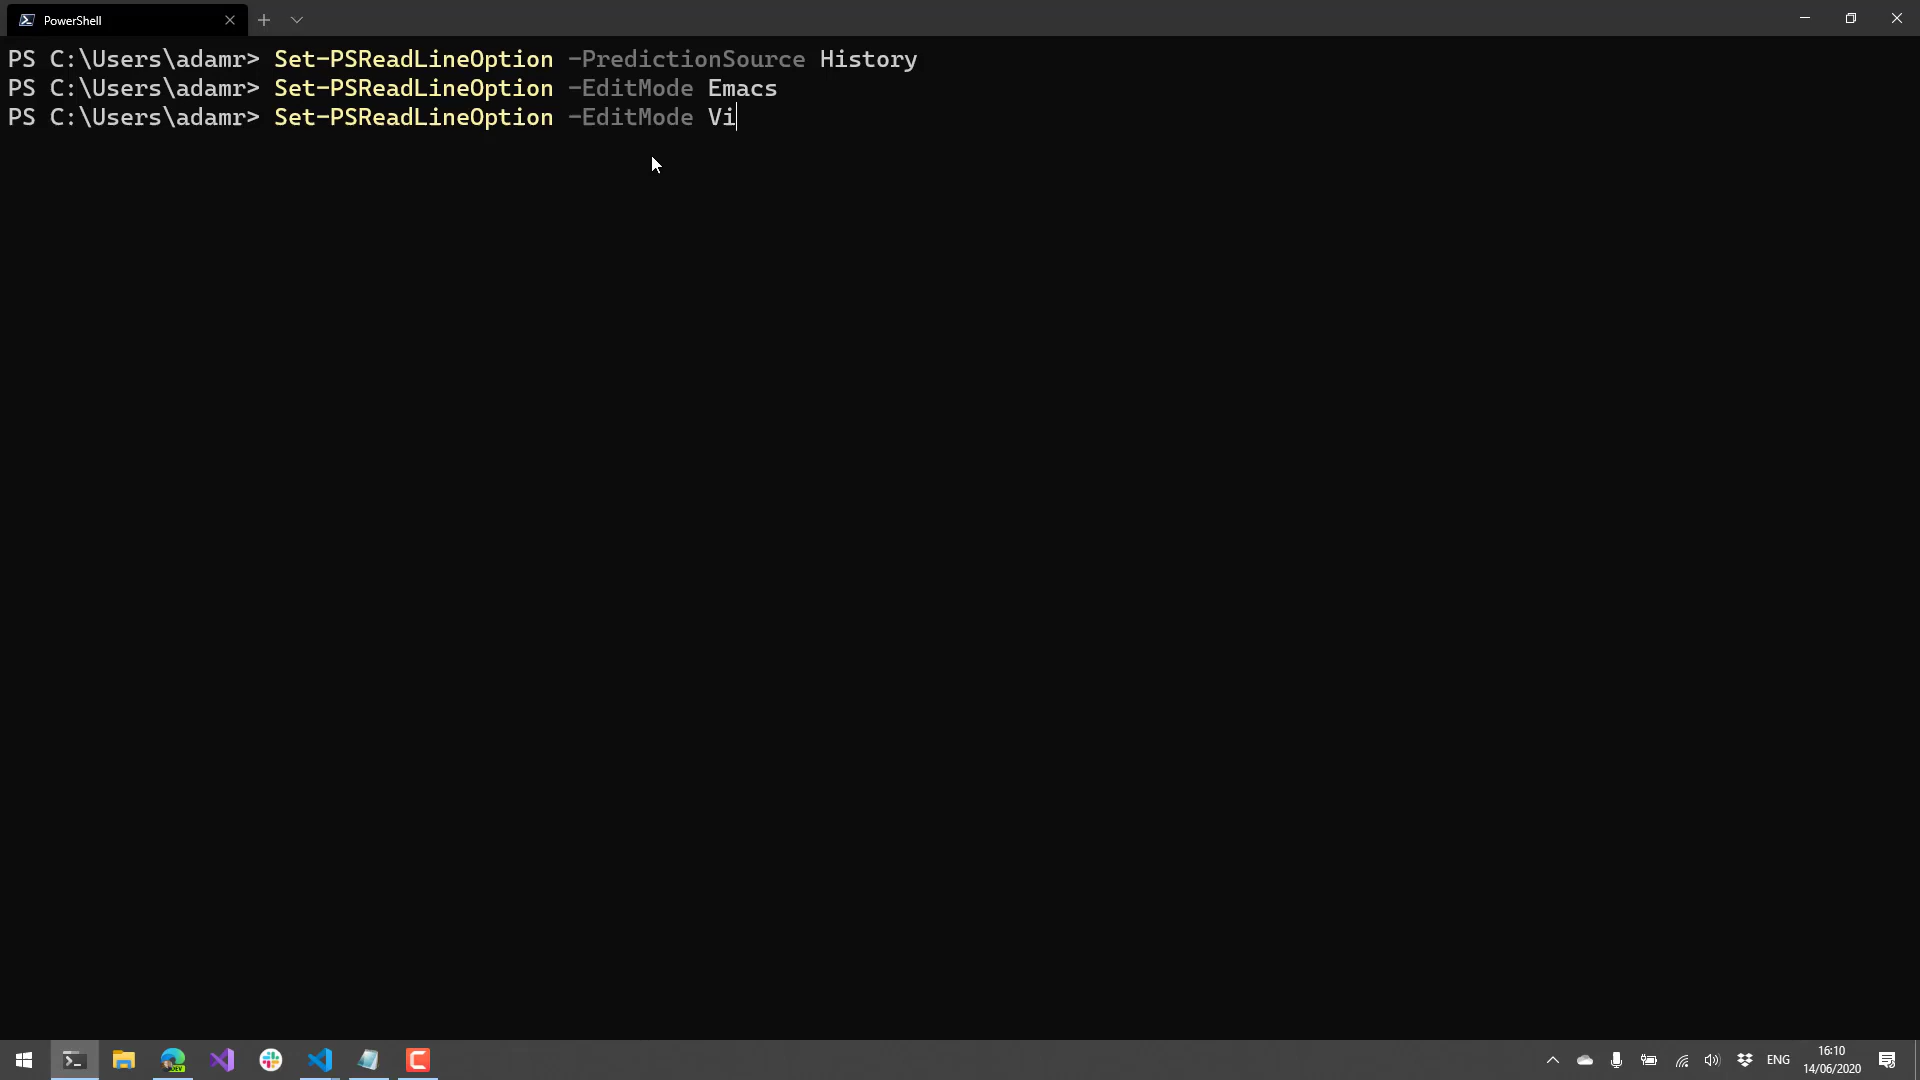 PowerShell
PS C:\Users\adamr> Set-PSReadLineOption -PredictionSource History
PS C:\Users\adamr> Set-PSReadLineOption -EditMode Emacs
PS C:\Users\adamr> Set-PSReadLineOption -EditMode Vi
DEV
ENG
16:10
14/06/2020